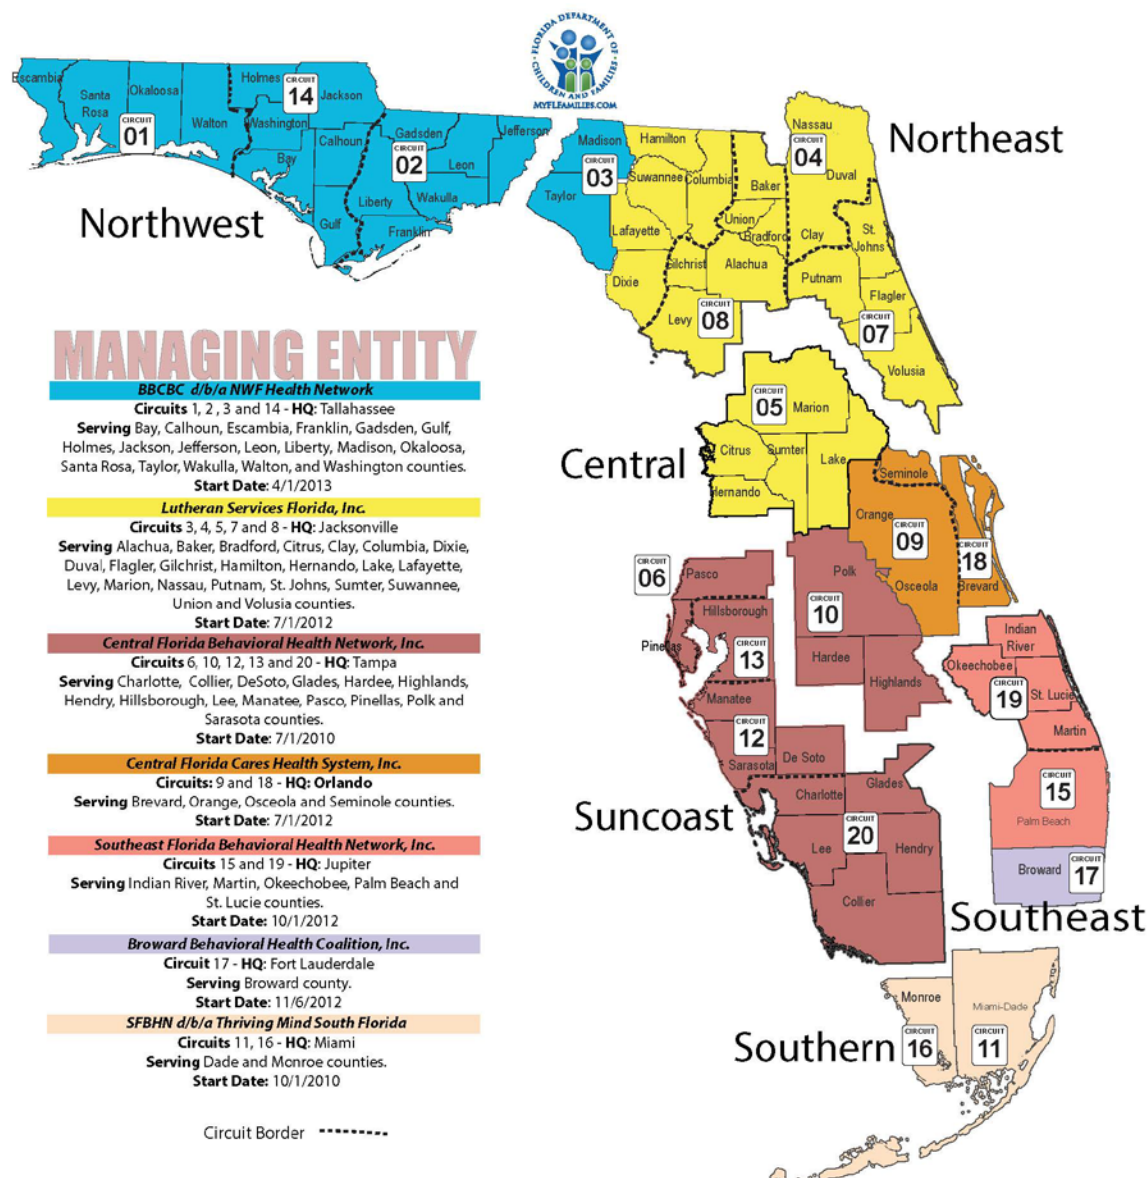 FLORIDA DEPARTMENT OF
CHILDREN AND FAMILIES
MYFLFAMILIES.COM
Escambia
Santa
Rosa
Okaloosa
Walton
Holmes
Washington
Jackson
Bay
Calhoun
Gulf
Liberty
Gadsden
Franklin
Wakulla
Leon
Jefferson
CIRCUIT
01
CIRCUIT
14
CIRCUIT
02
Northwest
Madison
Taylor
CIRCUIT
03
Hamilton
Suwannee
Columbia
Lafayette
Dixie
Baker
Union
Bradford
Gilchrist
Alachua
Levy
CIRCUIT
08
Nassau
CIRCUIT
04
Duval
Clay
St.
Johns
Putnam
Flagler
CIRCUIT
07
Volusia
Northeast
MANAGING ENTITY
BBCBC d/b/a NWF Health Network
Circuits 1, 2 , 3 and 14 - HQ: Tallahassee
Serving Bay, Calhoun, Escambia, Franklin, Gadsden, Gulf,
Holmes, Jackson, Jefferson, Leon, Liberty, Madison, Okaloosa,
Santa Rosa, Taylor, Wakulla, Walton, and Washington counties.
Start Date: 4/1/2013
Lutheran Services Florida, Inc.
Circuits 3, 4, 5, 7 and 8 - HQ: Jacksonville
Serving Alachua, Baker, Bradford, Citrus, Clay, Columbia, Dixie,
Duval, Flagler, Gilchrist, Hamilton, Hernando, Lake, Lafayette,
Levy, Marion, Nassau, Putnam, St. Johns, Sumter, Suwannee,
Union and Volusia counties.
Start Date: 7/1/2012
Central Florida Behavioral Health Network, Inc.
Circuits 6, 10, 12, 13 and 20 - HQ: Tampa
Serving Charlotte, Collier, DeSoto, Glades, Hardee, Highlands,
Hendry, Hillsborough, Lee, Manatee, Pasco, Pinellas, Polk and
Sarasota counties.
Start Date: 7/1/2010
Central Florida Cares Health System, Inc.
Circuits: 9 and 18 - HQ: Orlando
Serving Brevard, Orange, Osceola and Seminole counties.
Start Date: 7/1/2012
Southeast Florida Behavioral Health Network, Inc.
Circuits 15 and 19 - HQ: Jupiter
Serving Indian River, Martin, Okeechobee, Palm Beach and
St. Lucie counties.
Start Date: 10/1/2012
Broward Behavioral Health Coalition, Inc.
Circuit 17 - HQ: Fort Lauderdale
Serving Broward county.
Start Date: 11/6/2012
SFBHN d/b/a Thriving Mind South Florida
Circuits 11, 16 - HQ: Miami
Serving Dade and Monroe counties.
Start Date: 10/1/2010
Circuit Border
CIRCUIT
05
Marion
Citrus
Sumter
Lake
Hernando
Central
Seminole
Orange
CIRCUIT
09
Osceola
CIRCUIT
18
Brevard
CIRCUIT
06
Pasco
Hillsborough
Pinellas
CIRCUIT
13
Polk
CIRCUIT
10
Hardee
Highlands
Manatee
CIRCUIT
12
Sarasota
De Soto
Charlotte
Glades
CIRCUIT
20
Lee
Hendry
Collier
Suncoast
Indian
River
Okeechobee
CIRCUIT
19
St. Lucie
Martin
CIRCUIT
15
Palm Beach
Broward
CIRCUIT
17
Southeast
Monroe
CIRCUIT
16
Miami-Dade
CIRCUIT
11
Southern